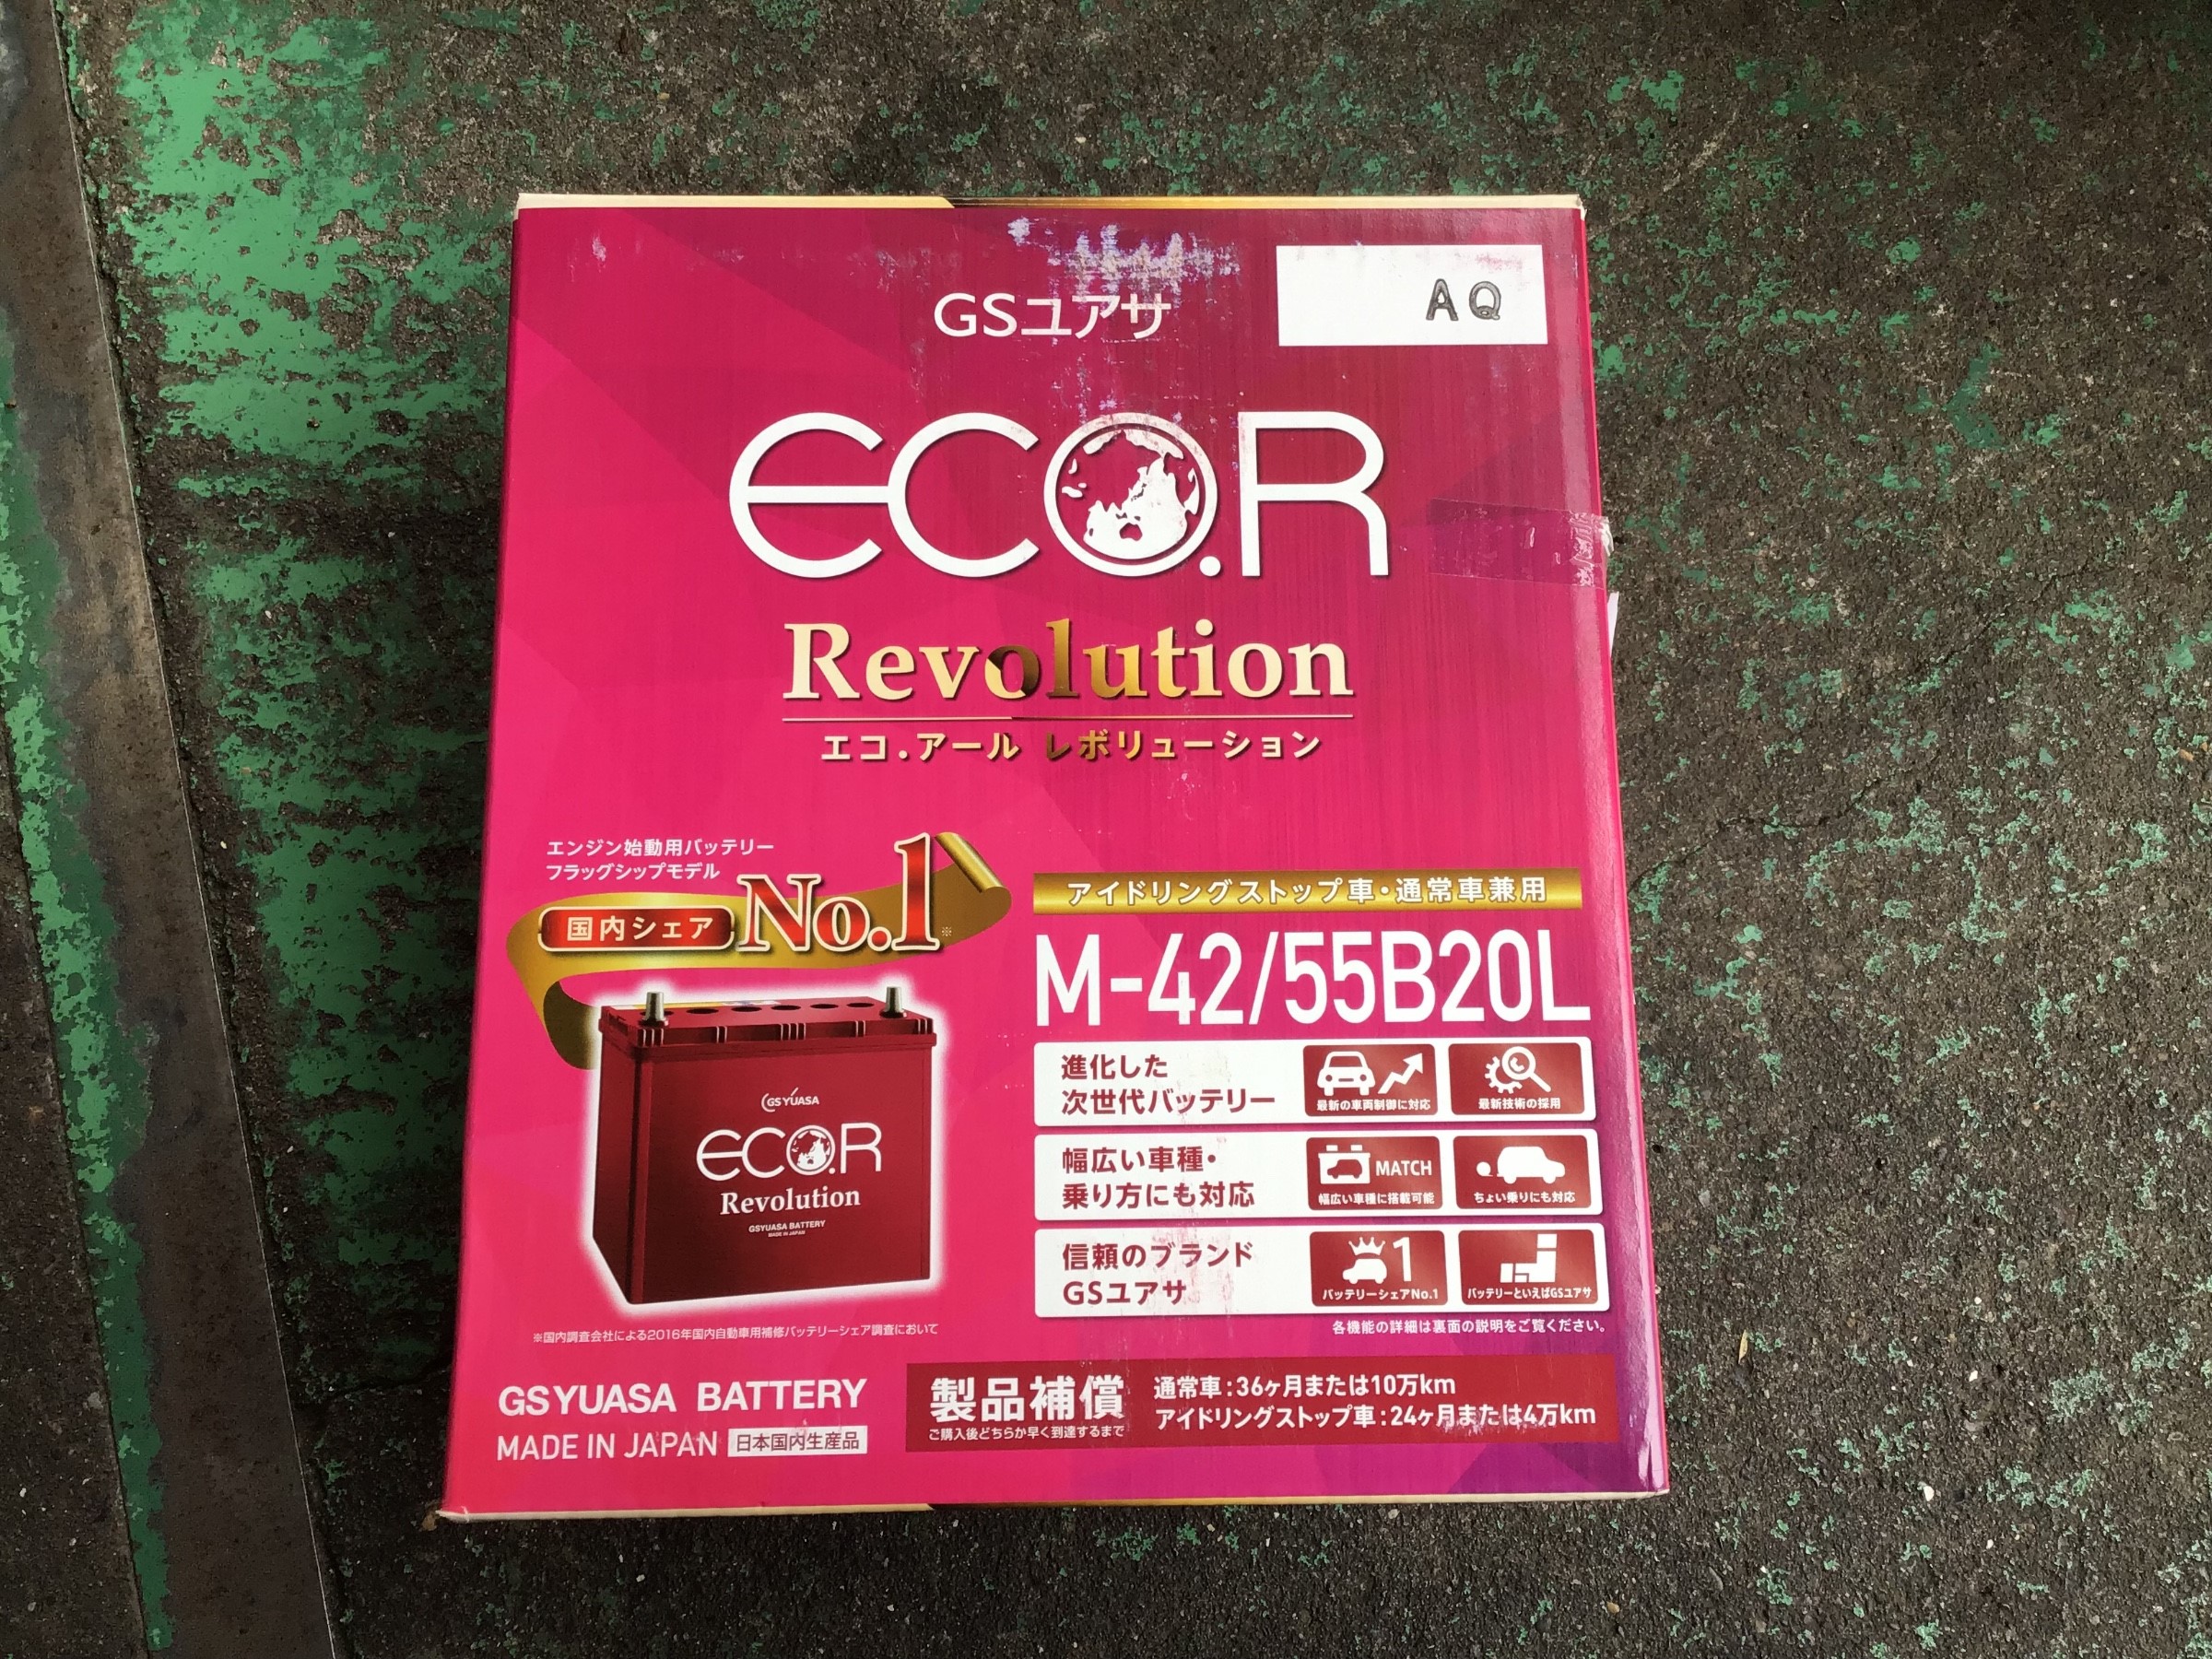 GSユアサ
AQ
ECO.R
Revolution
エコ.アール レボリューション
エンジン始動用バッテリー
フラッグシップモデル
国内シェア No.1※
アイドリングストップ車・通常車兼用
M-42/55B20L
進化した
次世代バッテリー
最新の車両制御に対応
最新技術の採用
幅広い車種・
乗り方にも対応
MATCH
幅広い車種に搭載可能
ちょい乗りにも対応
信頼のブランド
GSユアサ
1
バッテリーシェアNo.1
バッテリーといえばGSユアサ
GS YUASA
ECO.R
Revolution
GSYUASA BATTERY
MADE IN JAPAN
※国内調査会社による2016年国内自動車用補修バッテリーシェア調査において
各機能の詳細は裏面の説明をご覧ください。
GSYUASA BATTERY
MADE IN JAPAN 日本国内生産品
製品補償
ご購入後どちらか早く到達するまで
通常車:36ヶ月または10万km
アイドリングストップ車:24ヶ月または4万km